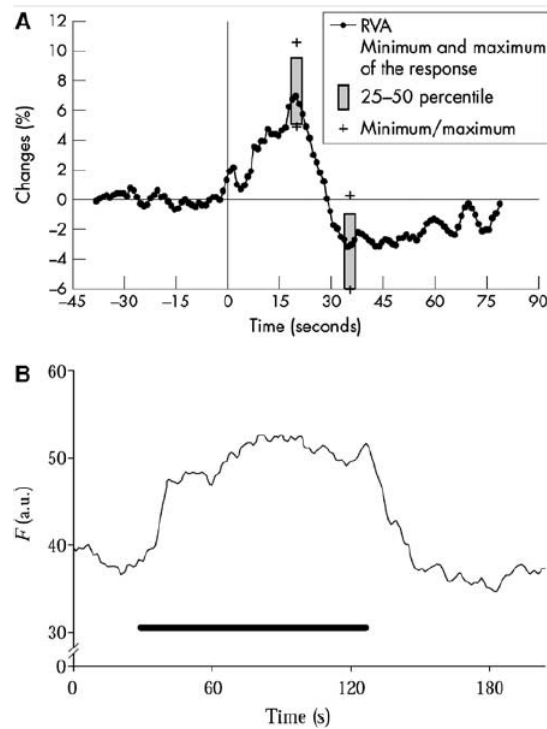 A
12
10
8
6
4
2
0
-2
-4
-6
Changes (%)
-45 -30 -15 0 15 30 45 60 75 90
Time (seconds)
RVA
Minimum and maximum
of the response
25–50 percentile
Minimum/maximum
B
60
50
40
30
0
F (a.u.)
0 60 120 180
Time (s)